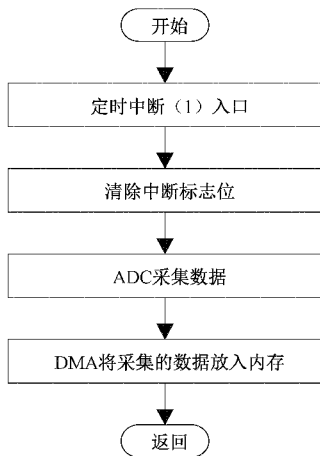 开始
定时中断（1）入口
清除中断标志位
ADC采集数据
DMA将采集的数据放入内存
返回